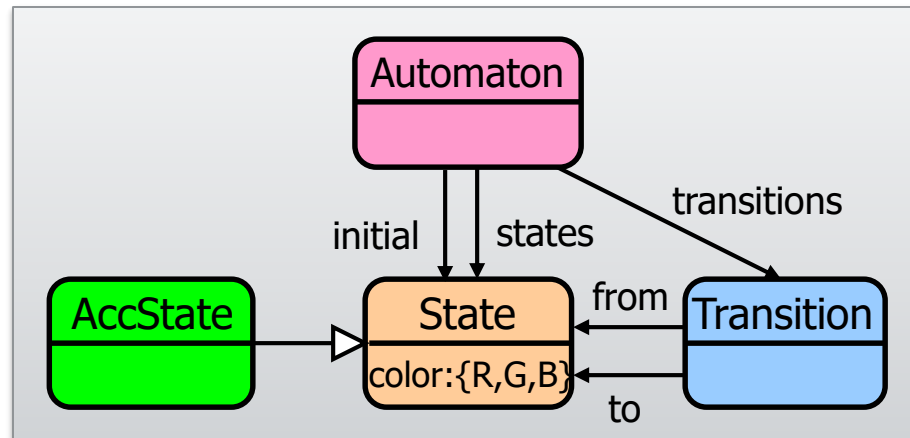 Automaton
transitions
initial
states
AccState
State
from
Transition
color:{R,G,B}
to